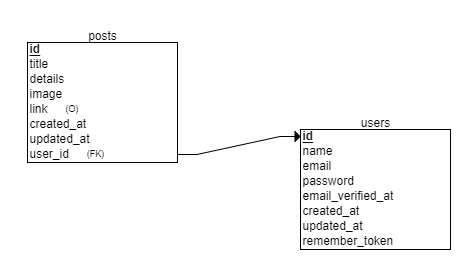 posts
id
title
details
image
link (O)
created_at
updated_at
user_id (FK)
users
id
name
email
password
email_verified_at
created_at
updated_at
remember_token